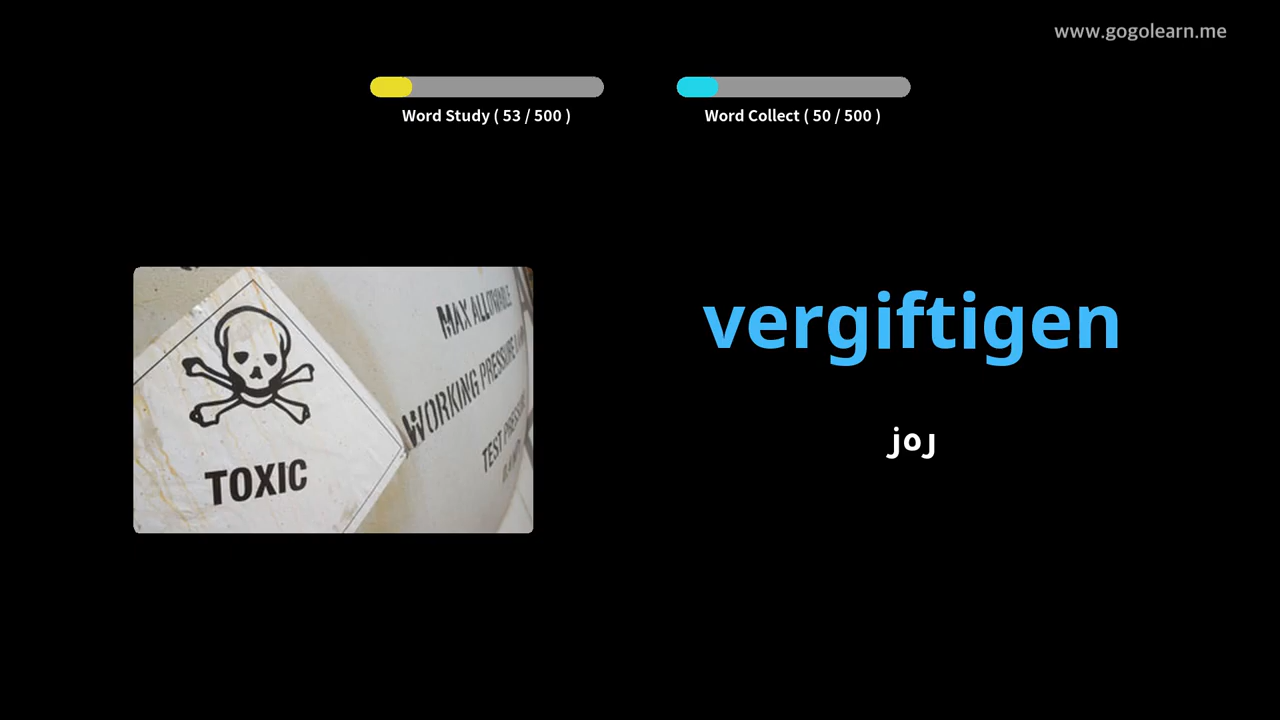 www.gogolearn.me
Word Study ( 53 / 500 )
Word Collect ( 50 / 500 )
vergiftigen
MAX ALLOWABLE
WORKING PRESSURE
TEST PRESSURE
TOXIC